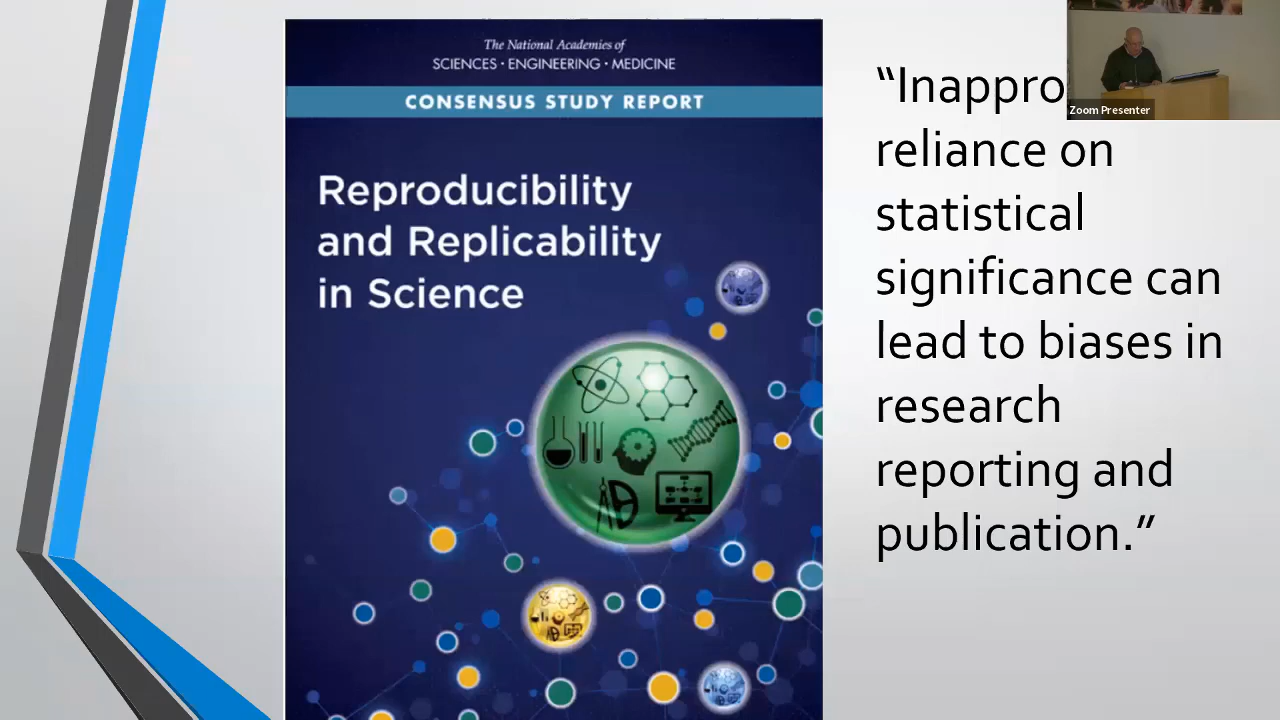 The National Academies of
SCIENCES · ENGINEERING · MEDICINE
CONSENSUS STUDY REPORT
Reproducibility
and Replicability
in Science
reliance on
statistical
significance can
lead to biases in
research
reporting and
publication.”
Zoom Presenter